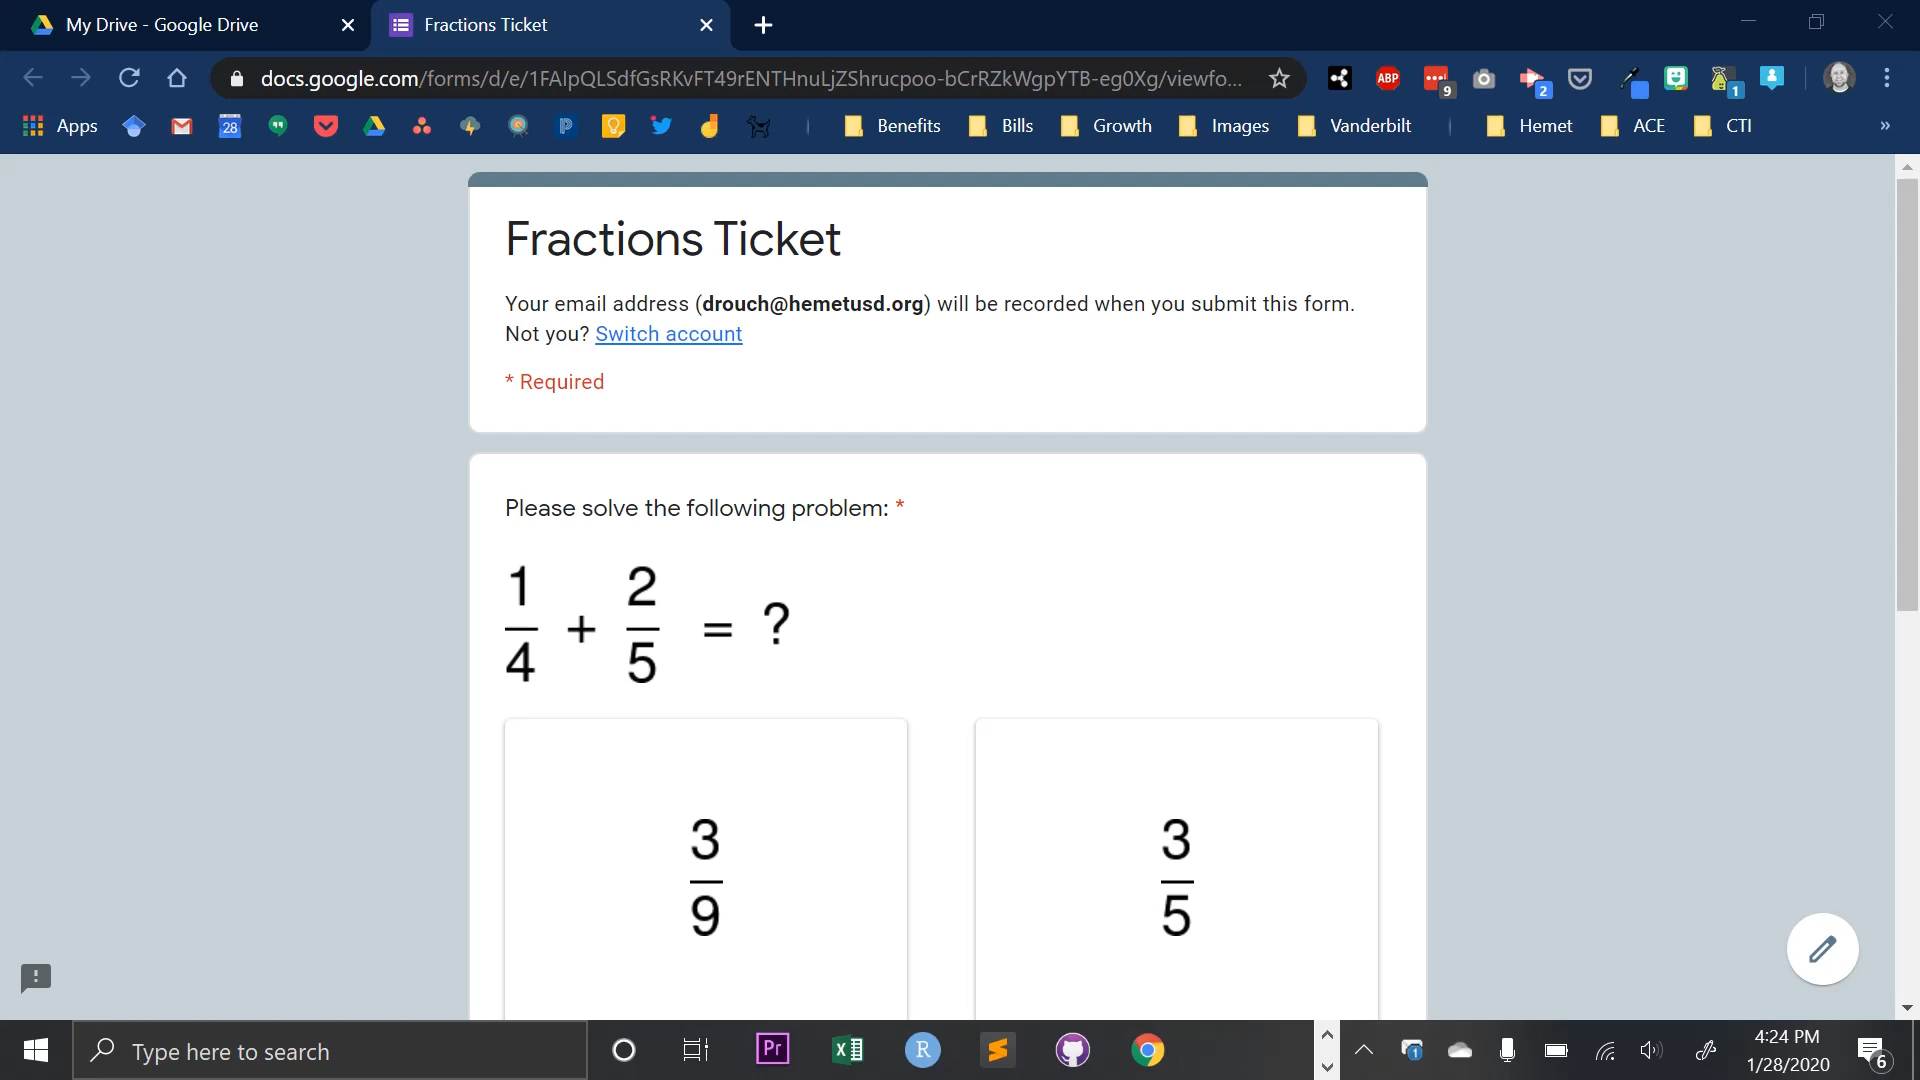 My Drive - Google Drive
Fractions Ticket
docs.google.com/forms/d/e/1FAIpQLSdfGsRKvFT49rENTHnuLjZShrucpoo-bCrRZkWgpYTB-eg0Xg/viewfo...
ABP
9
2
1
Apps
28
Benefits
Bills
Growth
Images
Vanderbilt
Hemet
ACE
CTI
»
Fractions Ticket
Your email address (drouch@hemetusd.org) will be recorded when you submit this form.
Not you? Switch account
* Required
Please solve the following problem: *
1/4 + 2/5 = ?
3/9
3/5
Type here to search
Pr
X
R
S
1
4:24 PM
1/28/2020
6